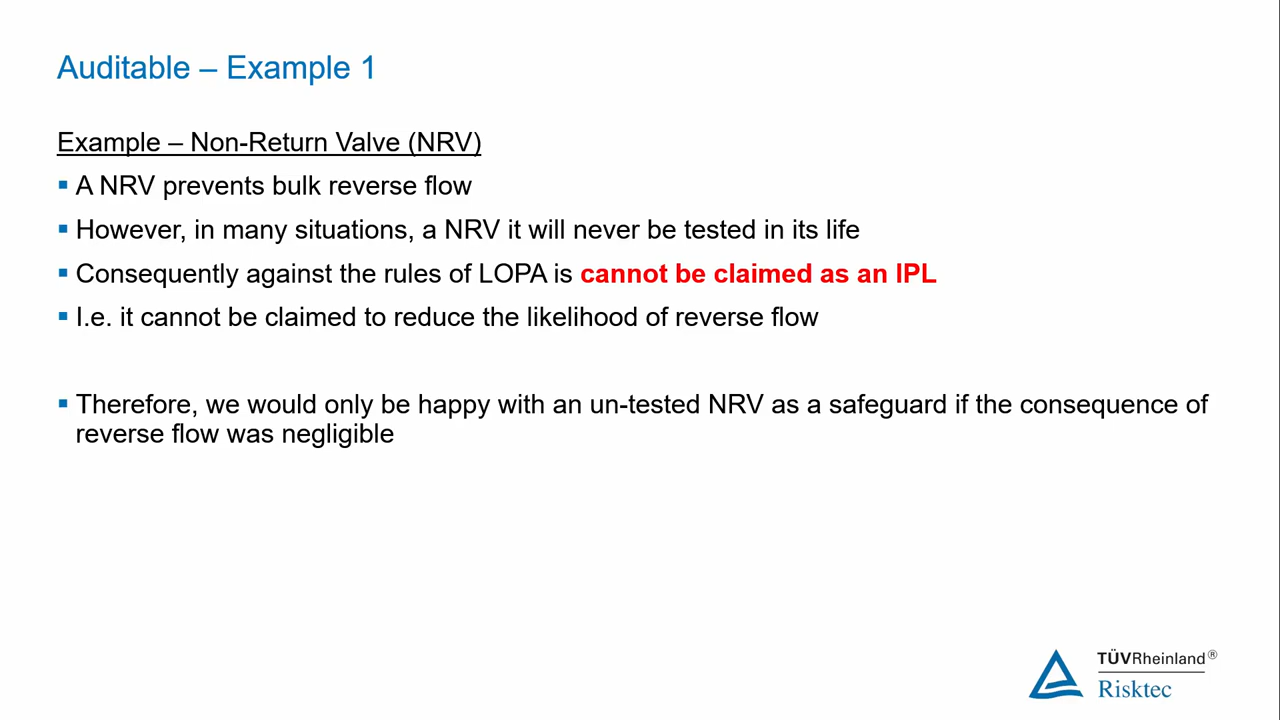 Auditable – Example 1
Example – Non-Return Valve (NRV)
▪ A NRV prevents bulk reverse flow
▪ However, in many situations, a NRV it will never be tested in its life
▪ Consequently against the rules of LOPA is cannot be claimed as an IPL
▪ I.e. it cannot be claimed to reduce the likelihood of reverse flow
▪ Therefore, we would only be happy with an un-tested NRV as a safeguard if the consequence of
reverse flow was negligible
TÜVRheinland®
Risktec